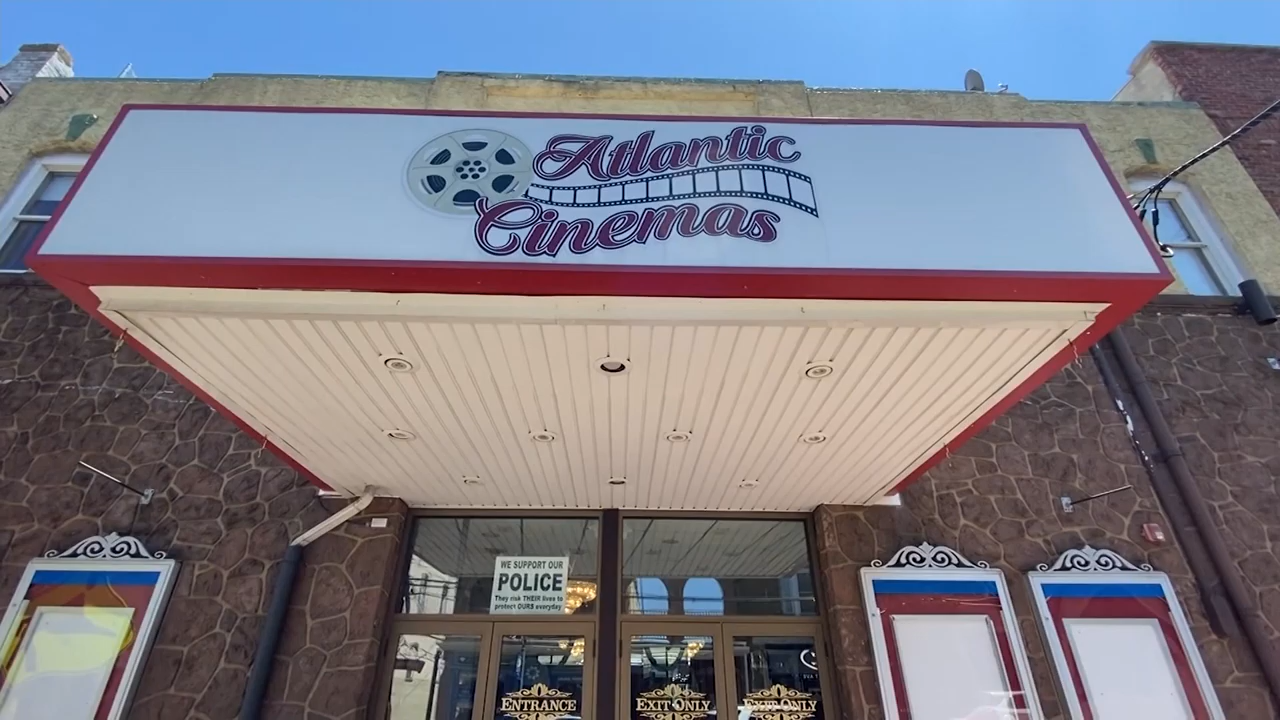 Atlantic
Cinemas
WE SUPPORT OUR
POLICE
They risk THEIR lives to
protect OURS everyday
ENTRANCE
EXIT ONLY
EXIT ONLY